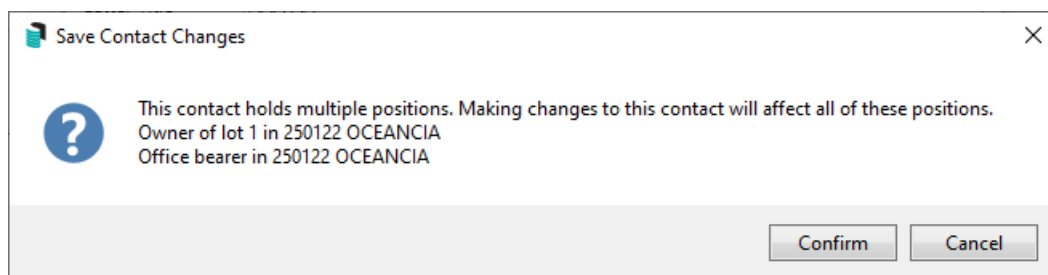 Save Contact Changes
This contact holds multiple positions. Making changes to this contact will affect all of these positions.
Owner of lot 1 in 250122 OCEANCIA
Office bearer in 250122 OCEANCIA
Confirm
Cancel